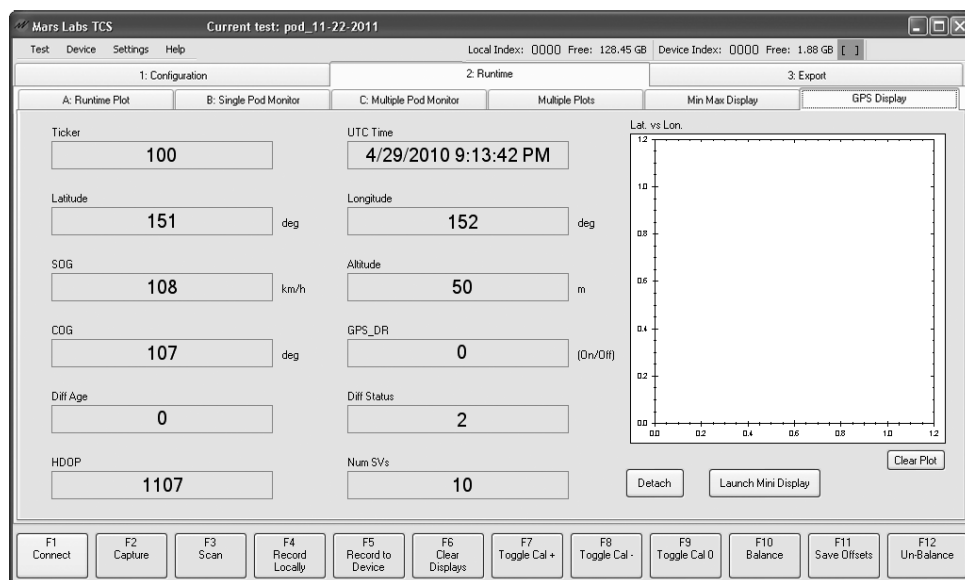 Mars Labs TCS Current test: pod_11-22-2011
Test Device Settings Help Local Index: 0000 Free: 128.45 GB Device Index: 0000 Free: 1.88 GB [ ]
1: Configuration 2: Runtime 3: Export
A: Runtime Plot B: Single Pod Monitor C: Multiple Pod Monitor Multiple Plots Min Max Display GPS Display
Ticker
100
UTC Time
4/29/2010 9:13:42 PM
Latitude
151 deg
Longitude
152 deg
SOG
108 km/h
Altitude
50 m
COG
107 deg
GPS_DR
0 (On/Off)
Diff Age
0
Diff Status
2
HDOP
1107
Num SVs
10
Lat. vs Lon.
1.2
1.0
0.8
0.6
0.4
0.2
0.0
0.0 0.2 0.4 0.6 0.8 1.0 1.2
Clear Plot
Detach Launch Mini Display
F1
Connect
F2
Capture
F3
Scan
F4
Record
Locally
F5
Record to
Device
F6
Clear
Displays
F7
Toggle Cal +
F8
Toggle Cal -
F9
Toggle Cal 0
F10
Balance
F11
Save Offsets
F12
Un-Balance